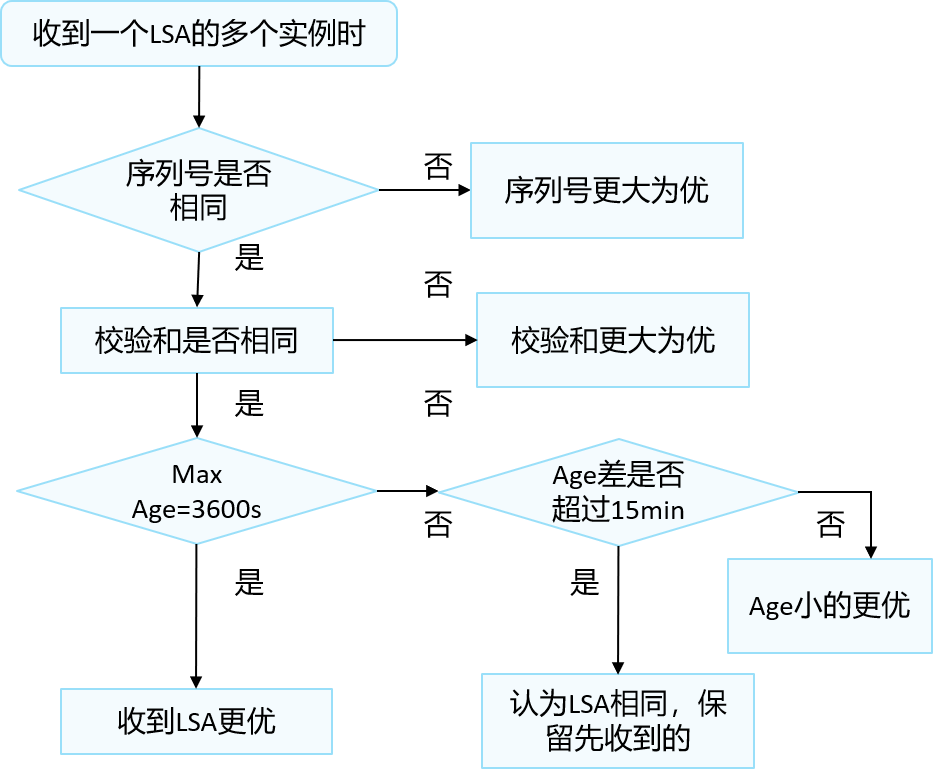 收到一个LSA的多个实例时
序列号是否
相同
否
序列号更大为优
是
否
校验和是否相同
校验和更大为优
是
否
Max
Age=3600s
Age差是否
超过15min
否
否
是
是
Age小的更优
收到LSA更优
认为LSA相同，保
留先收到的